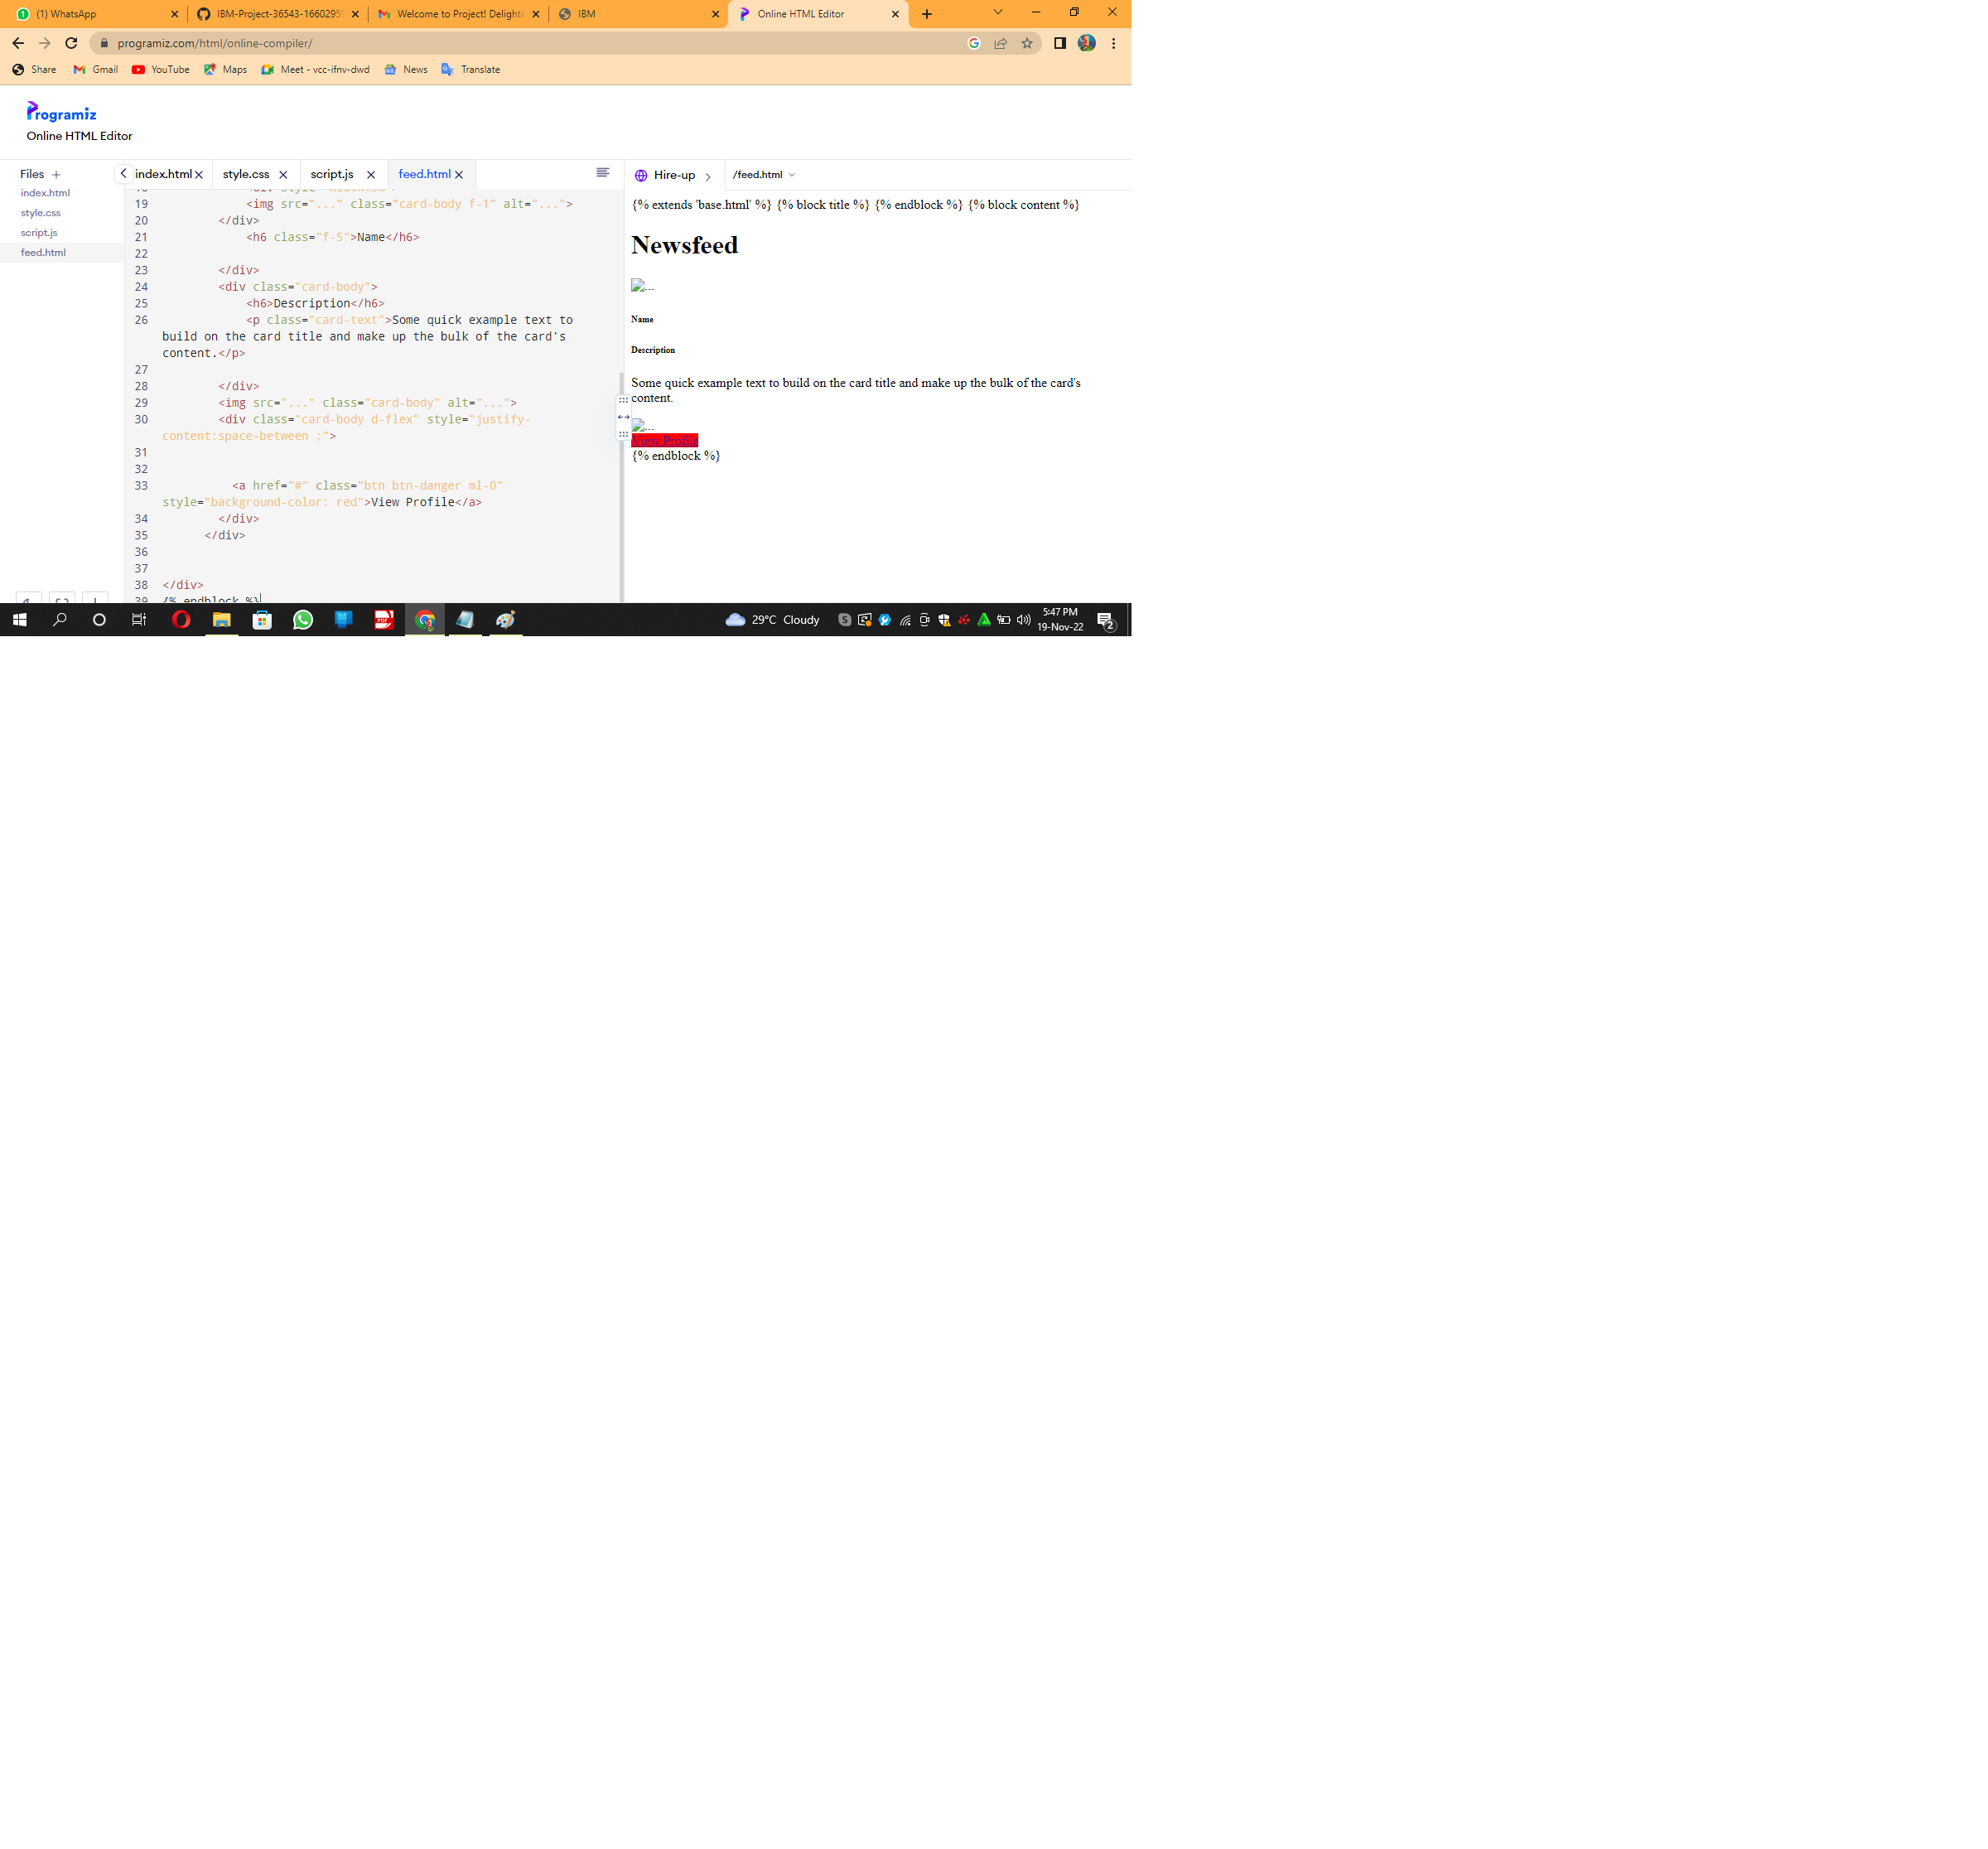 (1) WhatsApp
IBM-Project-36543-1660295
Welcome to Project! Delighte
IBM
Online HTML Editor
programiz.com/html/online-compiler/
Share
Gmail
YouTube
Maps
Meet - vcc-ifnv-dwd
News
Translate
Programiz
Online HTML Editor
Files +
index.html
style.css
script.js
feed.html
index.html
style.css
script.js
feed.html
19 <img src="..." class="card-body f-1" alt="...">
20 </div>
21 <h6 class="f-5">Name</h6>
22
23 </div>
24 <div class="card-body">
25 <h6>Description</h6>
26 <p class="card-text">Some quick example text to
build on the card title and make up the bulk of the card's
content.</p>
27
28 </div>
29 <img src="..." class="card-body" alt="...">
30 <div class="card-body d-flex" style="justify-
content:space-between ;">
31
32
33 <a href="#" class="btn btn-danger ml-0"
style="background-color: red">View Profile</a>
34 </div>
35 </div>
36
37
38 </div>
39 {% endblock %}
Hire-up
/feed.html
{% extends 'base.html' %} {% block title %} {% endblock %} {% block content %}
Newsfeed
...
Name
Description
Some quick example text to build on the card title and make up the bulk of the card's
content.
...
View Profile
{% endblock %}
29°C Cloudy
5:47 PM
19-Nov-22
2